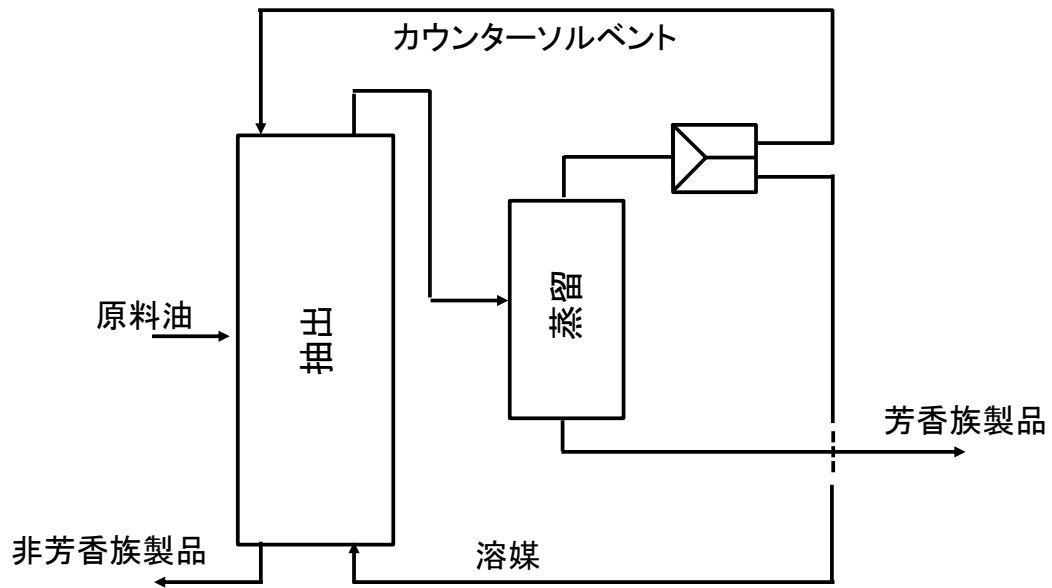 カウンターソルベント
原料油
抽出
蒸留
芳香族製品
非芳香族製品
溶媒